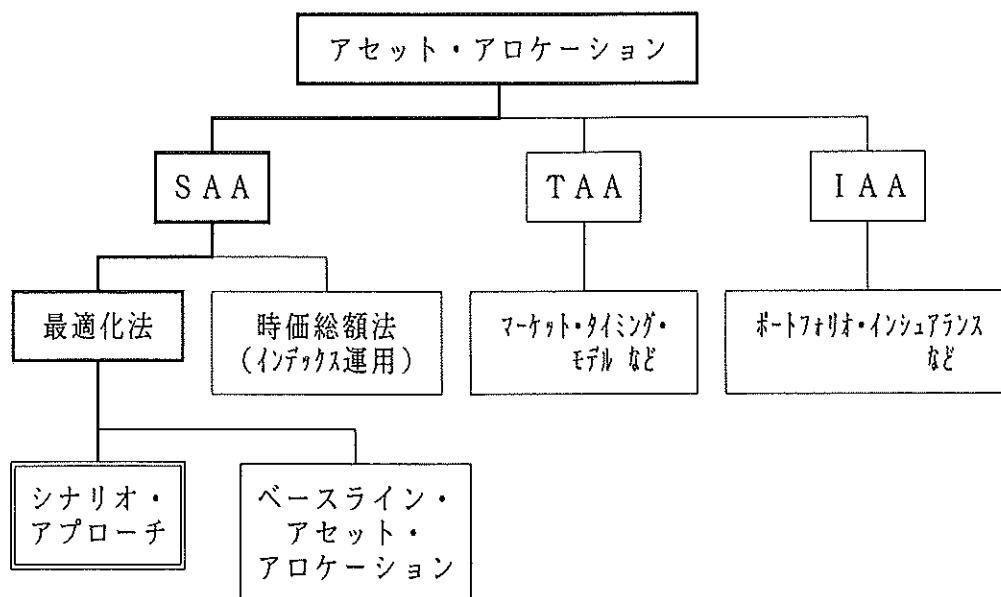 アセット・アロケーション
SAA
TAA
IAA
最適化法
時価総額法
(インデックス運用)
マーケット・タイミング・
モデル など
ポートフォリオ・インシュアランス
など
シナリオ・
アプローチ
ベースライン・
アセット・
アロケーション